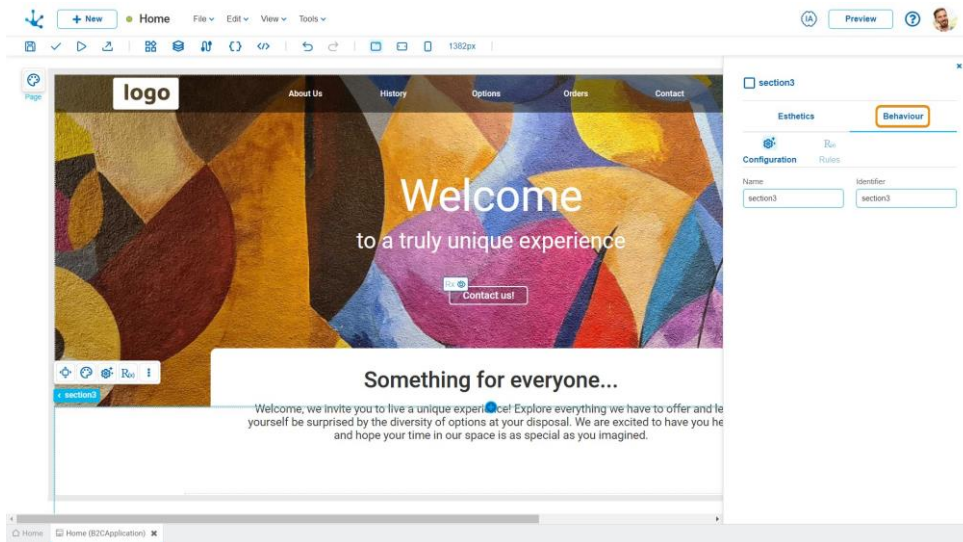 + New
Home
File
Edit
View
Tools
IA
Preview
?
1382px
Page
logo
About Us
History
Options
Orders
Contact
Welcome
to a truly unique experience
Contact us!
section3
Something for everyone...
Welcome, we invite you to live a unique experience! Explore everything we have to offer and le
yourself be surprised by the diversity of options at your disposal. We are excited to have you he
and hope your time in our space is as special as you imagined.
section3
Esthetics
Behaviour
Configuration
Rules
Name
Identifier
section3
section3
Home
Home (B2CApplication)